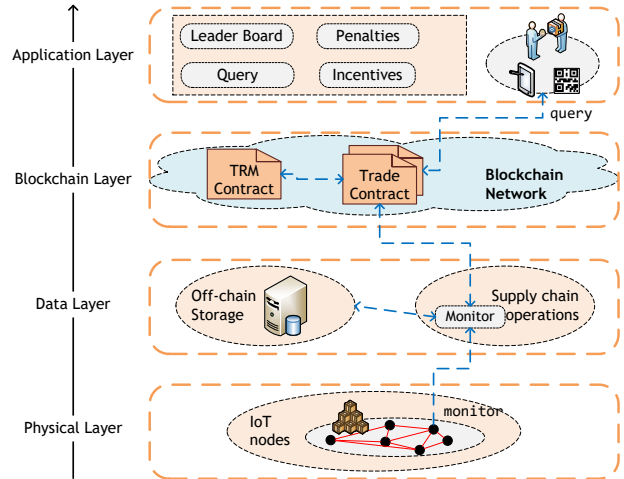 Application Layer
Leader Board
Penalties
Query
Incentives
query
Blockchain Layer
TRM
Contract
Trade
Contract
Blockchain
Network
Data Layer
Off-chain
Storage
Supply chain
operations
Monitor
Physical Layer
IoT
nodes
monitor